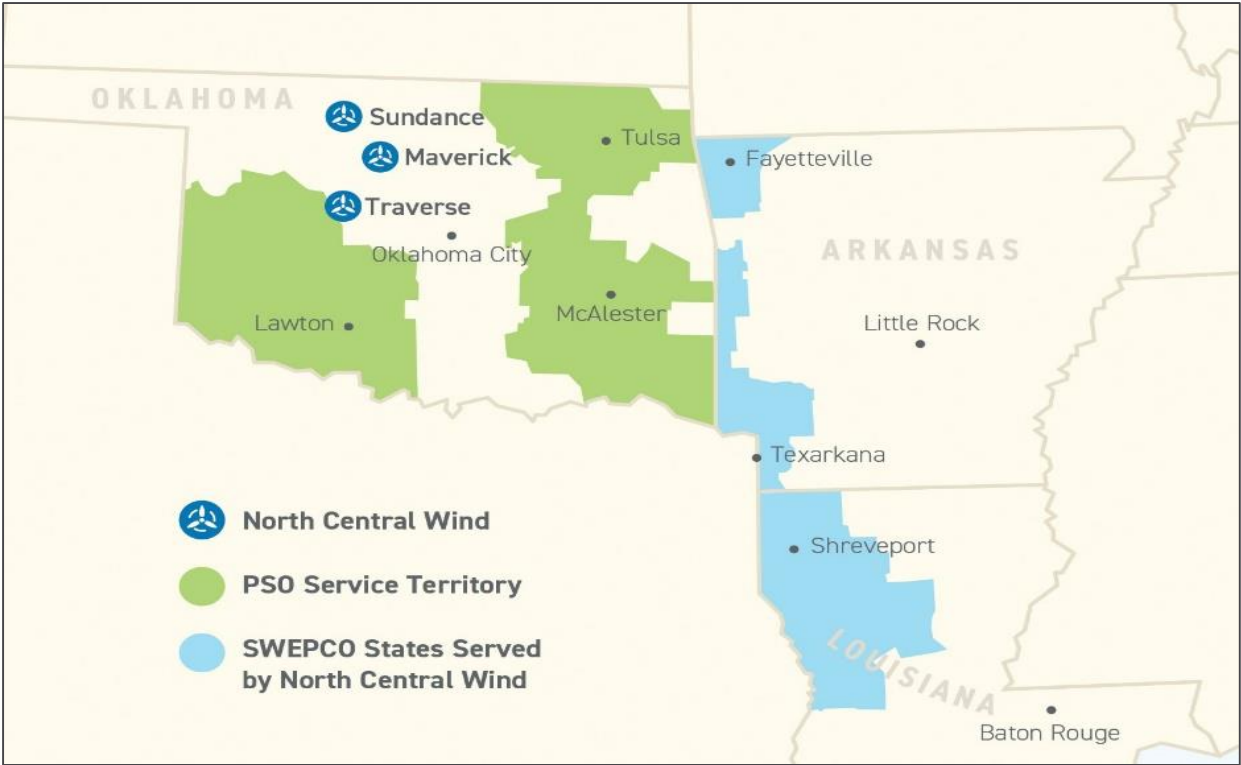 OKLAHOMA
Sundance
Tulsa
Maverick
Fayetteville
Traverse
Oklahoma City
ARKANSAS
McAlester
Lawton
Little Rock
Texarkana
North Central Wind
Shreveport
PSO Service Territory
SWEPCO States Served
by North Central Wind
LOUISIANA
Baton Rouge